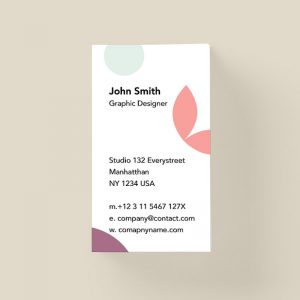 John Smith
Graphic Designer
Studio 132 Everystreet
Manhatthan
NY 1234 USA
m.+12 3 11 5467 127X
e. company@contact.com
w. comapnyname.com